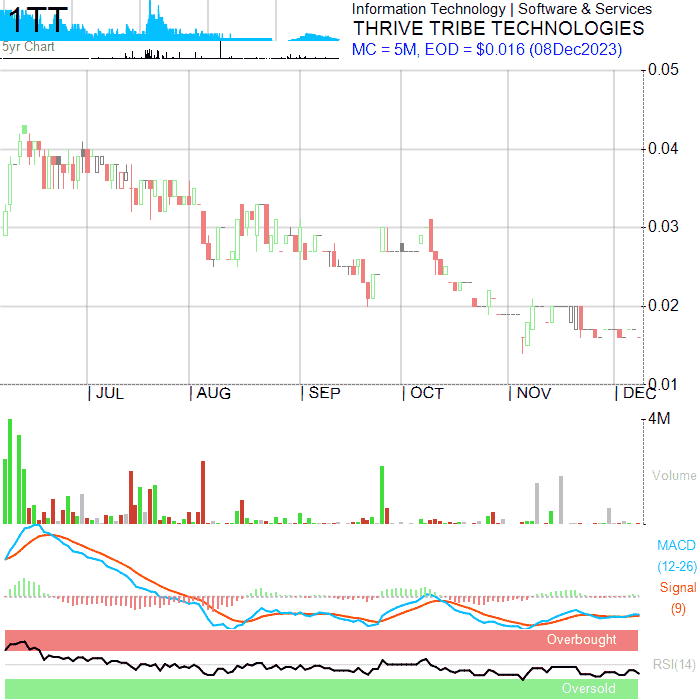 1TT
5yr Chart
Information Technology | Software & Services
THRIVE TRIBE TECHNOLOGIES
MC = 5M, EOD = $0.016 (08Dec2023)
0.05
0.04
0.03
0.02
0.01
| JUL | AUG | SEP | OCT | NOV | DEC
4M
Volume
MACD
(12-26)
Signal
(9)
Overbought
RSI(14)
Oversold